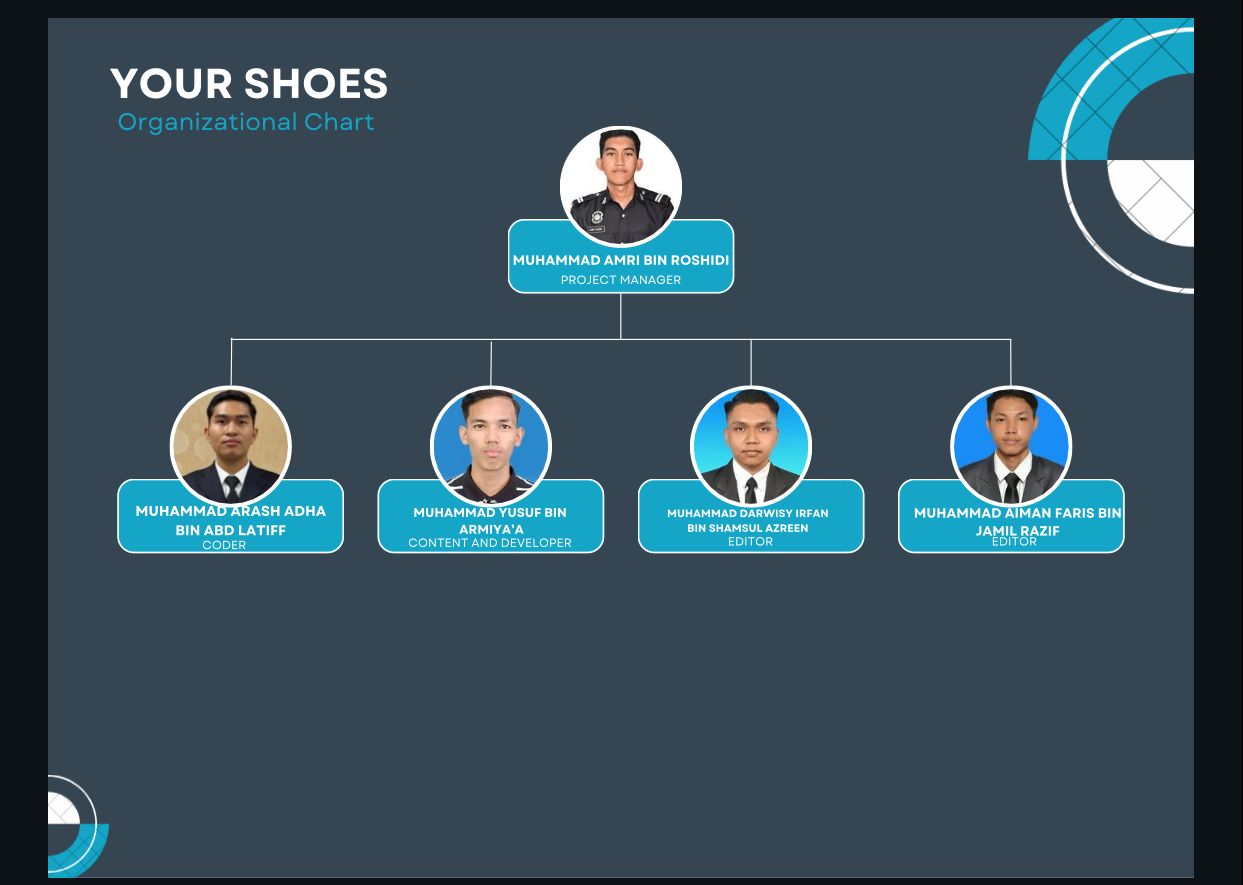 YOUR SHOES
Organizational Chart
MUHAMMAD AMRI BIN ROSHIDI
PROJECT MANAGER
MUHAMMAD ARASH ADHA
BIN ABD LATIFF
CODER
MUHAMMAD YUSUF BIN
ARMIYA'A
CONTENT AND DEVELOPER
MUHAMMAD DARWISY IRFAN
BIN SHAMSUL AZREEN
EDITOR
MUHAMMAD AIMAN FARIS BIN
JAMIL RAZIF
EDITOR